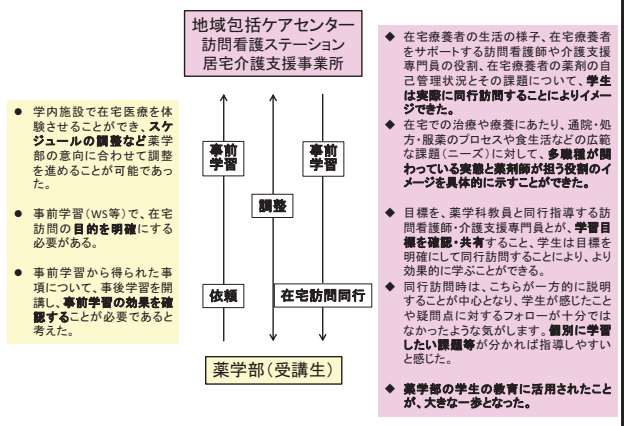 地域包括ケアセンター
訪問看護ステーション
居宅介護支援事業所
● 学内施設で在宅医療を体
験させることができ、スケ
ジュールの調整など薬学
部の意向に合わせて調整
を進めることが可能であっ
た。
● 事前学習(WS等)で、在宅
訪問の目的を明確にする
必要がある。
● 事前学習から得られた事
項について、事後学習を開
講し、事前学習の効果を確
認することが必要であると
考えた。
事前
学習
事前
学習
調整
依頼
在宅訪問同行
薬学部(受講生)
◆ 在宅療養者の生活の様子、在宅療養者
をサポートする訪問看護師や介護支援
専門員の役割、在宅療養者の薬剤の自
己管理状況とその課題について、学生
は実際に同行訪問することによりイメー
ジできた。
◆ 在宅での治療や療養にあたり、通院・処
方・服薬のプロセスや食生活などの広範
な課題(ニーズ)に対して、多職種が関
わっている実態と薬剤師が担う役割のイ
メージを具体的に示すことができた。
◆ 目標を、薬学科教員と同行指導する訪
問看護師・介護支援専門員とが、学習目
標を確認・共有すること、学生は目標を
明確にして同行訪問することにより、より
効果的に学ぶことができる。
◆ 同行訪問時は、こちらが一方的に説明
することが中心となり、学生が感じたこと
や疑問点に対するフォローが十分では
なかったような気がします。個別に学習
したい課題等が分かれば指導しやすい
と感じた。
◆ 薬学部の学生の教育に活用されたこと
が、大きな一歩となった。